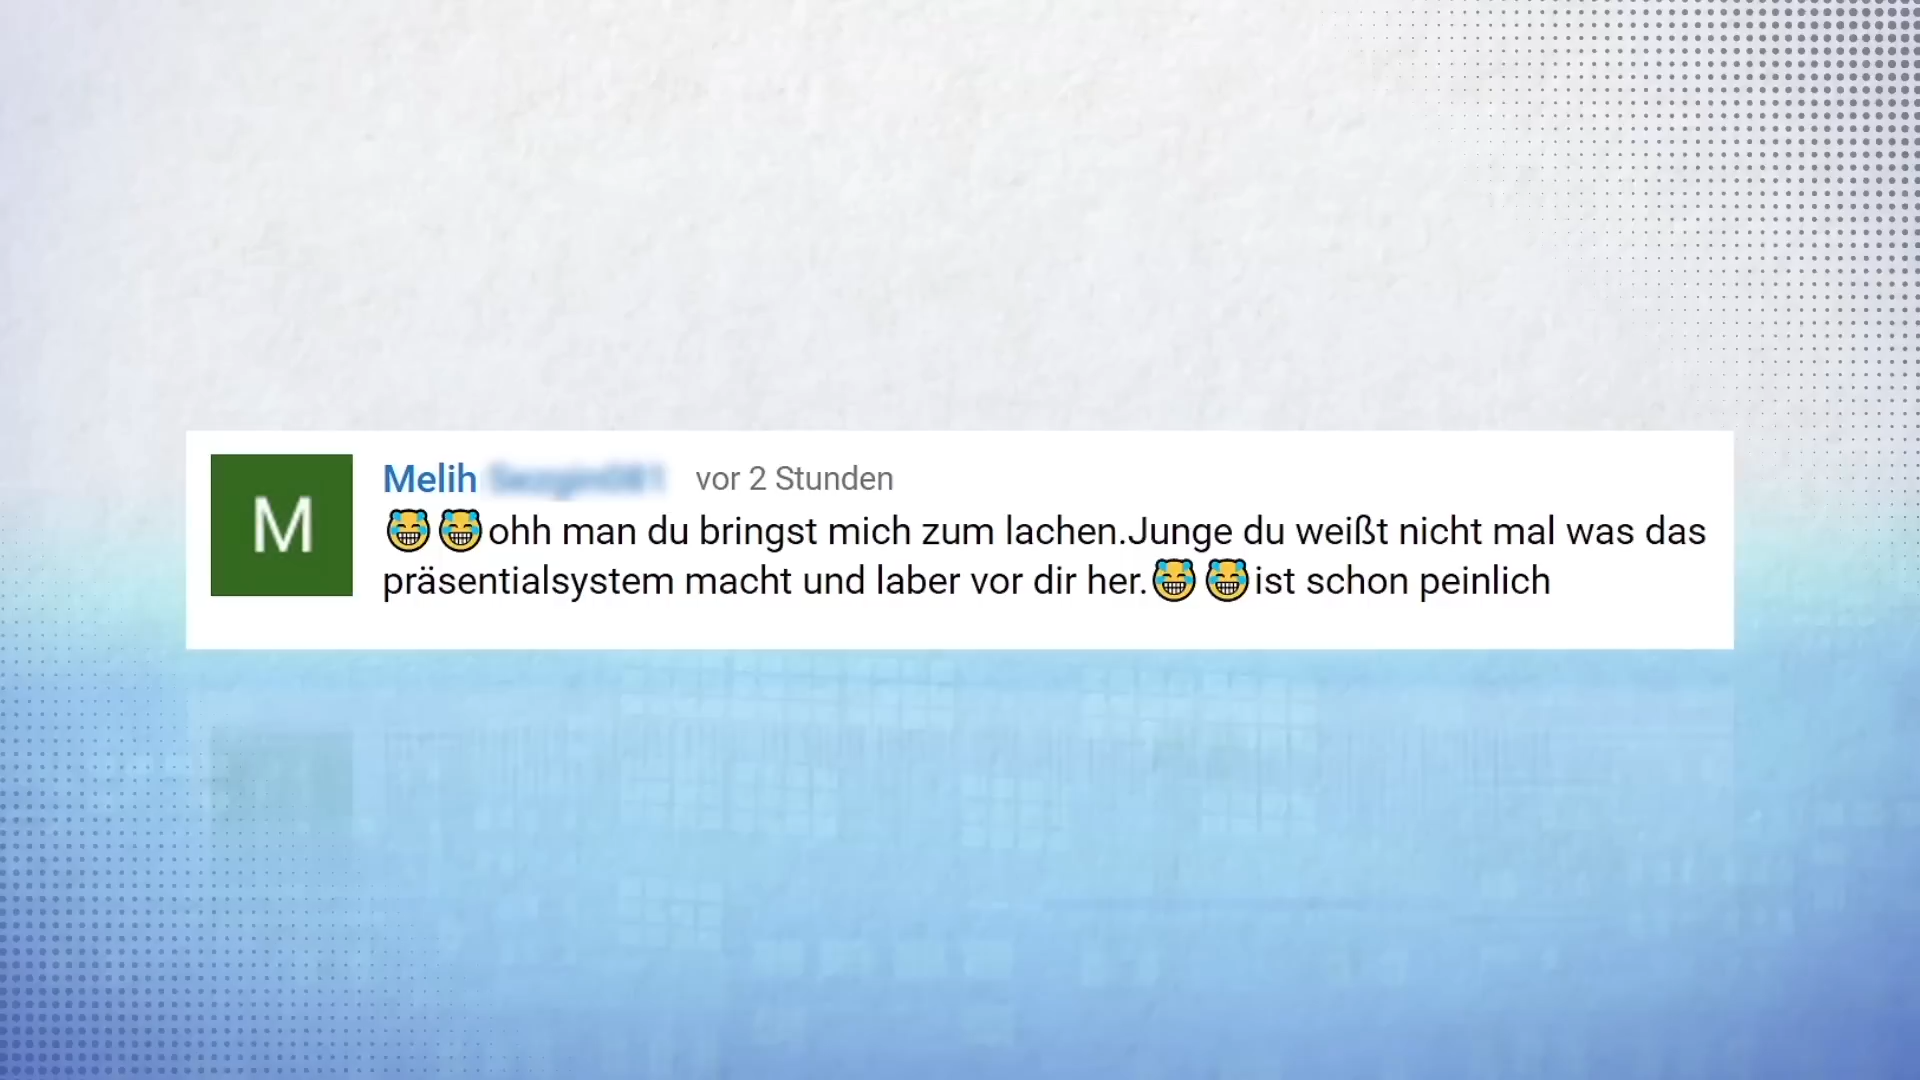 M
Melih vor 2 Stunden
😂😂ohh man du bringst mich zum lachen.Junge du weißt nicht mal was das
präsentialsystem macht und laber vor dir her.😂😂ist schon peinlich